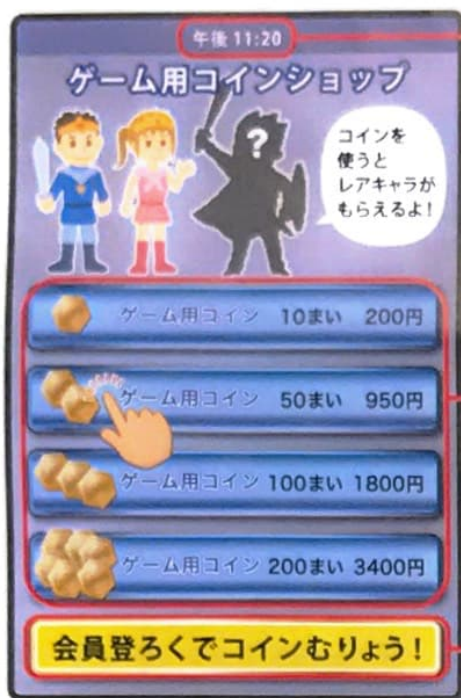 午後11:20
ゲーム用コインショップ
?
コインを
使うと
レアキャラが
もらえるよ!
ゲーム用コイン 10まい 200円
ゲーム用コイン 50まい 950円
ゲーム用コイン 100まい 1800円
ゲーム用コイン 200まい 3400円
会員登ろくでコインむりょう!